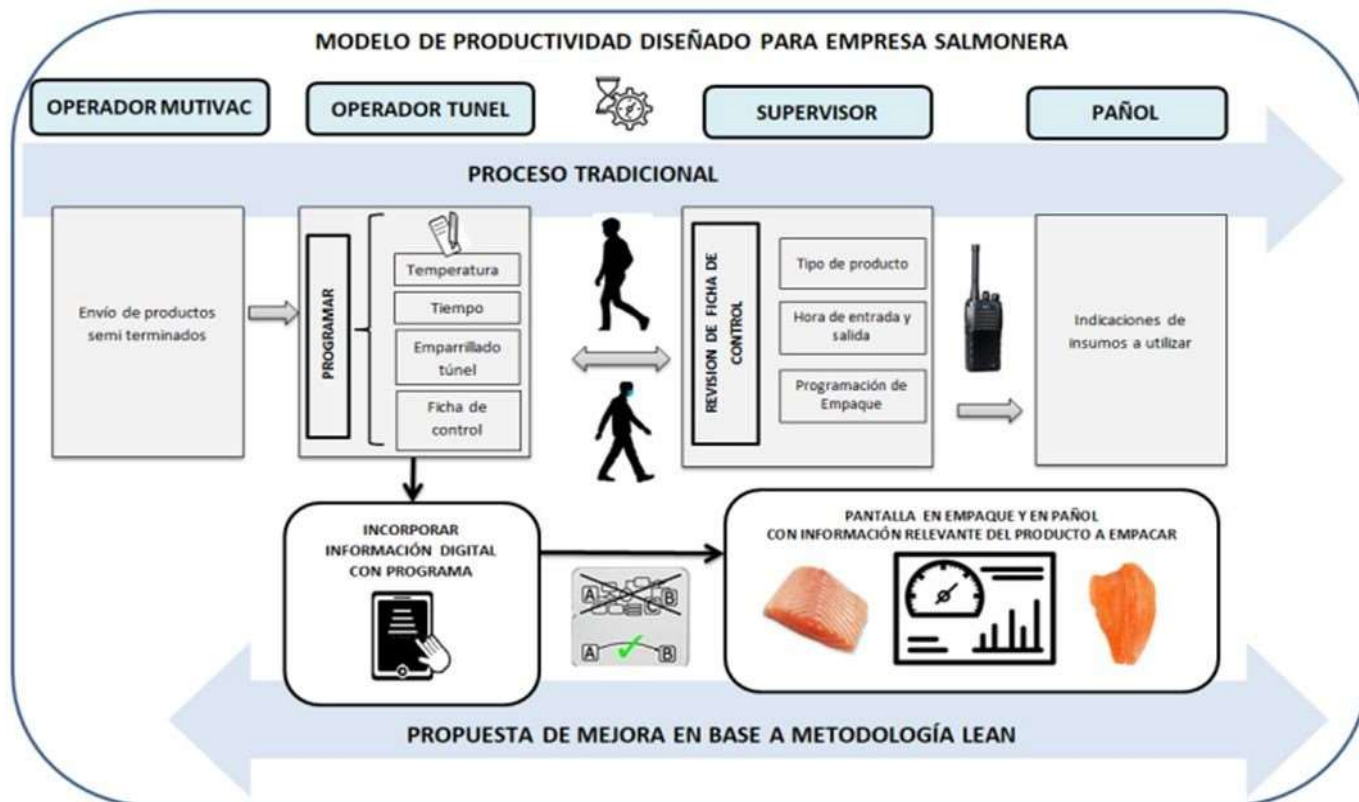 MODELO DE PRODUCTIVIDAD DISEÑADO PARA EMPRESA SALMONERA
OPERADOR MUTIVAC
OPERADOR TUNEL
SUPERVISOR
PAÑOL
PROCESO TRADICIONAL
Envío de productos
semi terminados
PROGRAMAR
Temperatura
Tiempo
Emparrillado
túnel
Ficha de
control
REVISION DE FICHA DE
CONTROL
Tipo de producto
Hora de entrada y
salida
Programación de
Empaque
Indicaciones de
insumos a utilizar
INCORPORAR
INFORMACIÓN DIGITAL
CON PROGRAMA
A
B
C
A
B
PANTALLA EN EMPAQUE Y EN PAÑOL
CON INFORMACIÓN RELEVANTE DEL PRODUCTO A EMPACAR
PROPUESTA DE MEJORA EN BASE A METODOLOGÍA LEAN